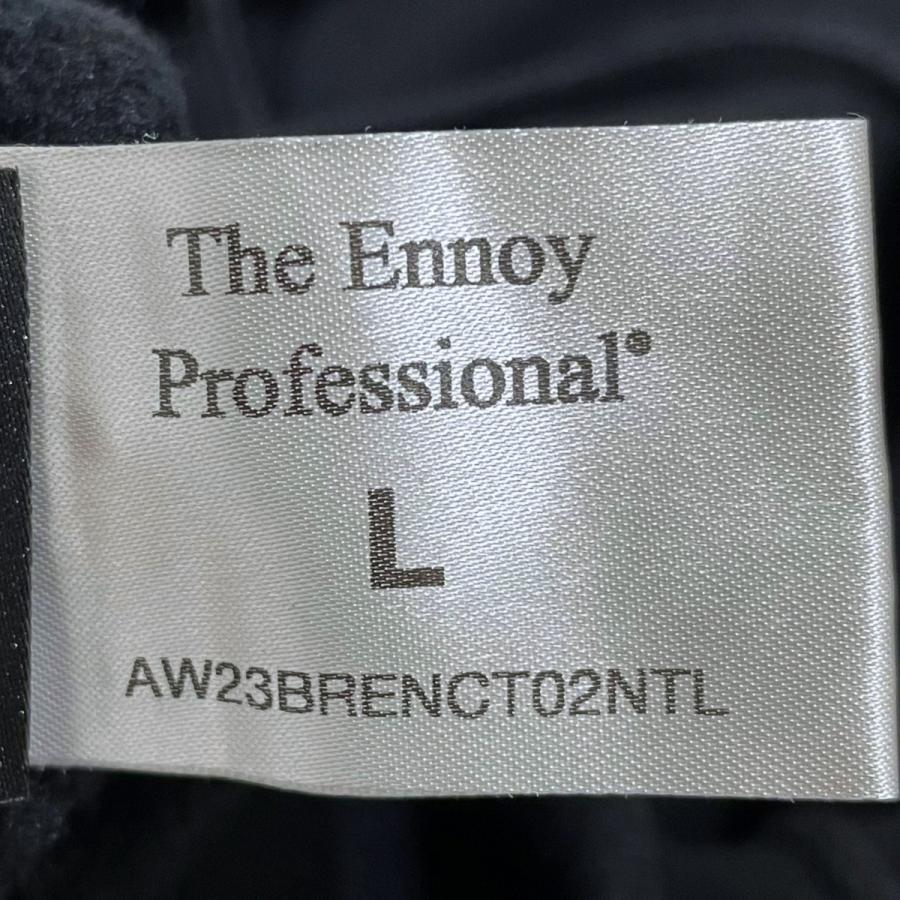 The Ennoy
Professional®
L
AW23BRENCT02NTL